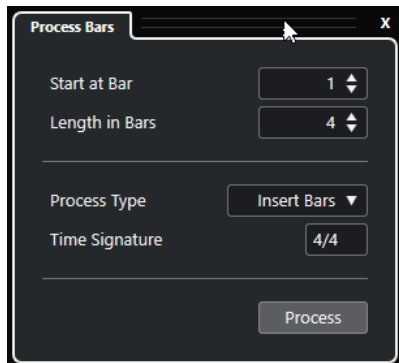 Process Bars X
Start at Bar 1
Length in Bars 4
Process Type Insert Bars
Time Signature 4/4
Process